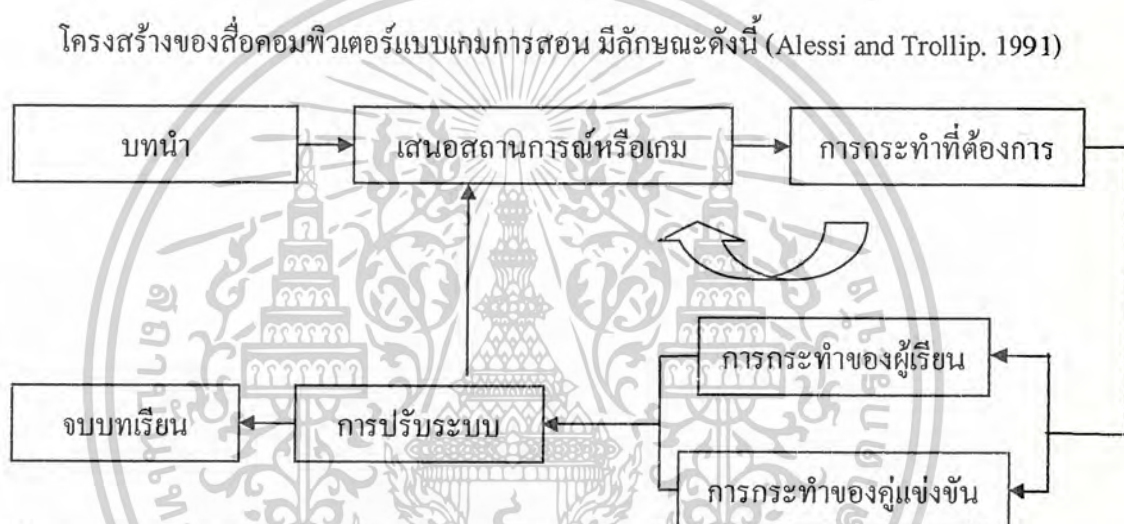 โครงสร้างของสื่อคอมพิวเตอร์แบบเกมการสอน มีลักษณะดังนี้ (Alessi and Trollip. 1991)
บทนำ
เสนอสถานการณ์หรือเกม
การกระทำที่ต้องการ
การกระทำของผู้เรียน
จบบทเรียน
การปรับระบบ
การกระทำของคู่แข่งขัน